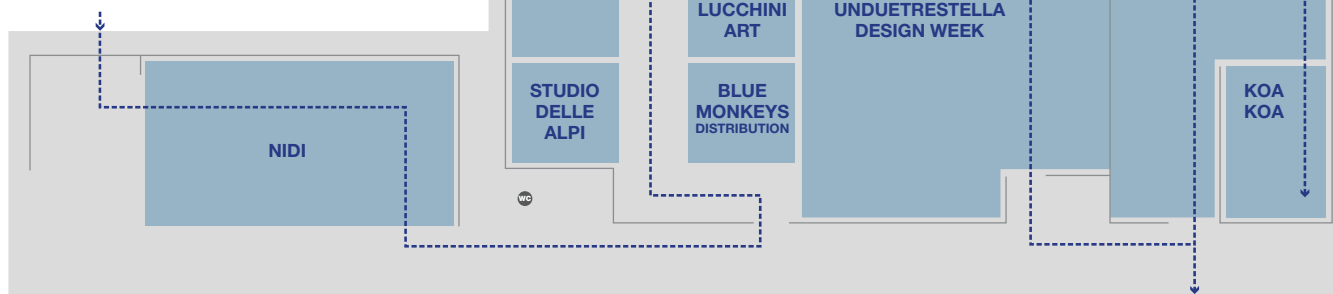 LUCCHINI
ART
UNDUETRESTELLA
DESIGN WEEK
STUDIO
DELLE
ALPI
BLUE
MONKEYS
DISTRIBUTION
KOA
KOA
NIDI
WC